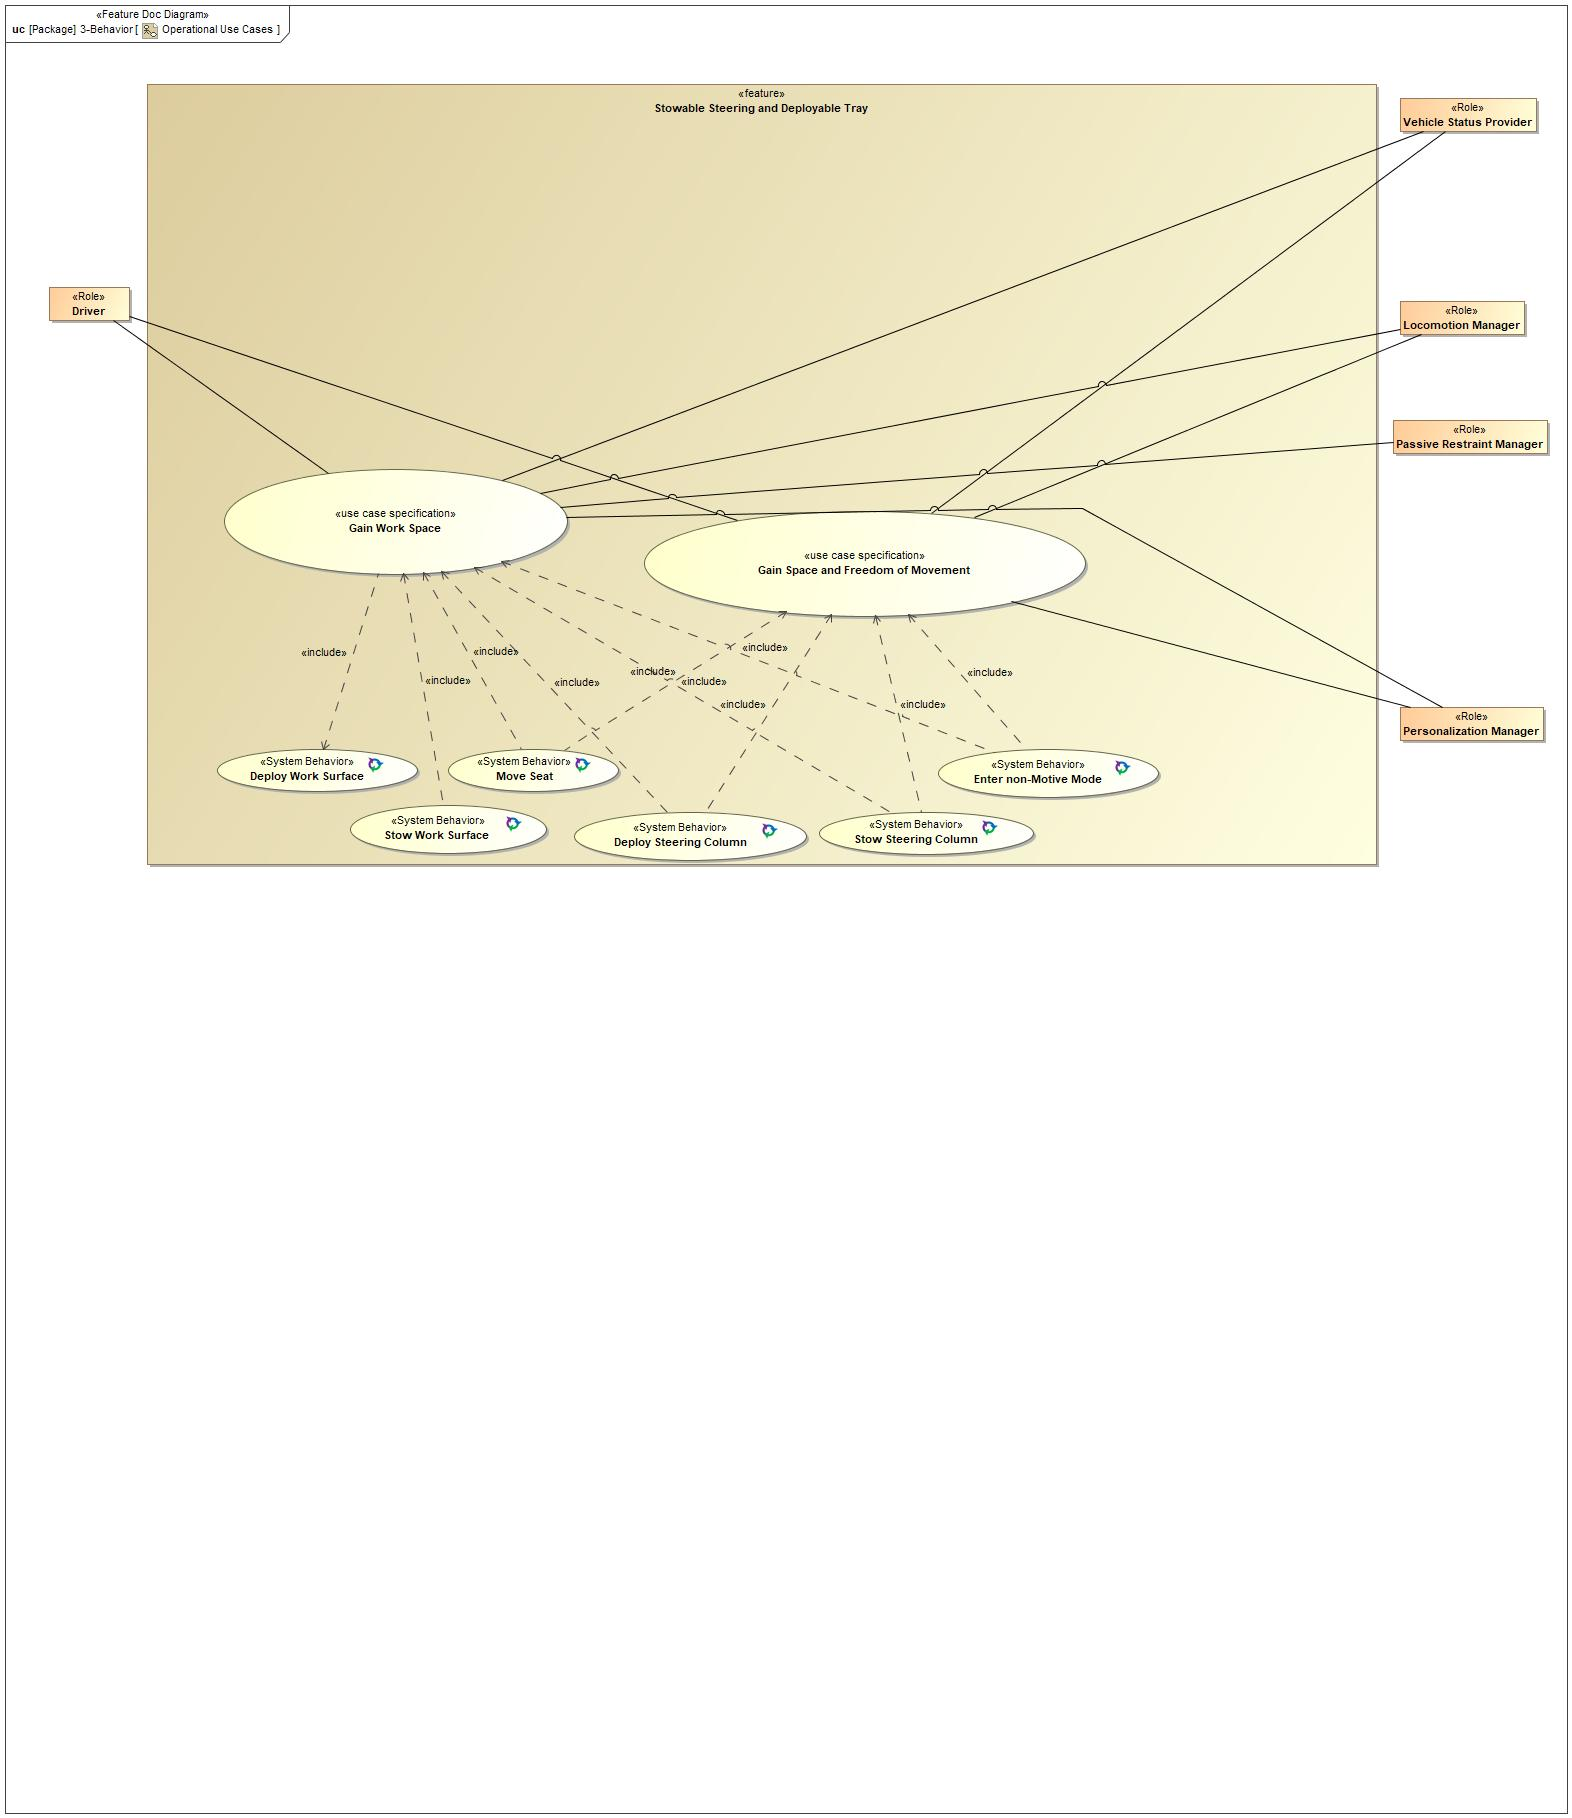 «Feature Doc Diagram»
uc [Package] 3-Behavior[ Operational Use Cases ]
«feature»
Stowable Steering and Deployable Tray
«Role»
Vehicle Status Provider
«Role»
Driver
«Role»
Locomotion Manager
«Role»
Passive Restraint Manager
«use case specification»
Gain Work Space
«use case specification»
Gain Space and Freedom of Movement
«include»
«include»
«include»
«include»
«include»
«include»
«include»
«include»
«include»
«include»
«Role»
Personalization Manager
«System Behavior»
Deploy Work Surface
«System Behavior»
Move Seat
«System Behavior»
Enter non-Motive Mode
«System Behavior»
Stow Work Surface
«System Behavior»
Deploy Steering Column
«System Behavior»
Stow Steering Column